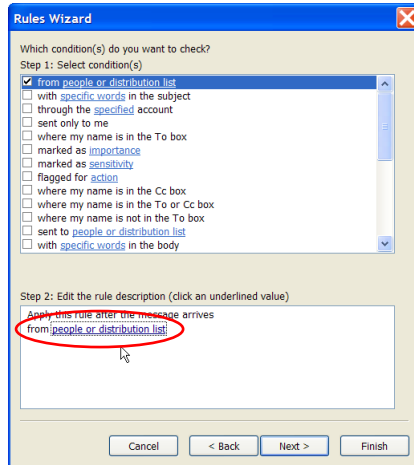 Rules Wizard
Which condition(s) do you want to check?
Step 1: Select condition(s)
from people or distribution list
with specific words in the subject
through the specified account
sent only to me
where my name is in the To box
marked as importance
marked as sensitivity
flagged for action
where my name is in the Cc box
where my name is in the To or Cc box
where my name is not in the To box
sent to people or distribution list
with specific words in the body
Step 2: Edit the rule description (click an underlined value)
Apply this rule after the message arrives
from people or distribution list
Cancel < Back Next > Finish